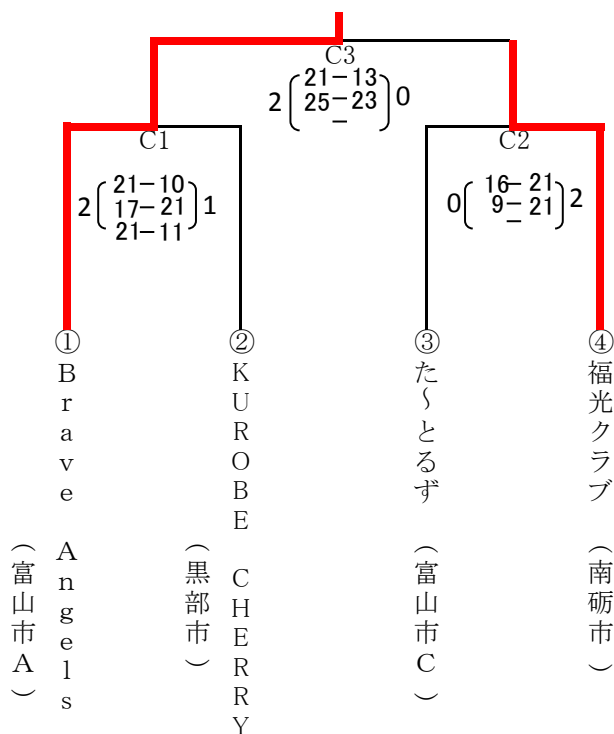 C3
2 21－13 0
25－23
－
C1
2 21－10 1
17－21
21－11
C2
0 16－21 2
9－21
－
①
Brave Angels
（富山市A）
②
KUROBE CHERRY
（黒部市）
③
た～とるず
（富山市C）
④
福光クラブ
（南砺市）